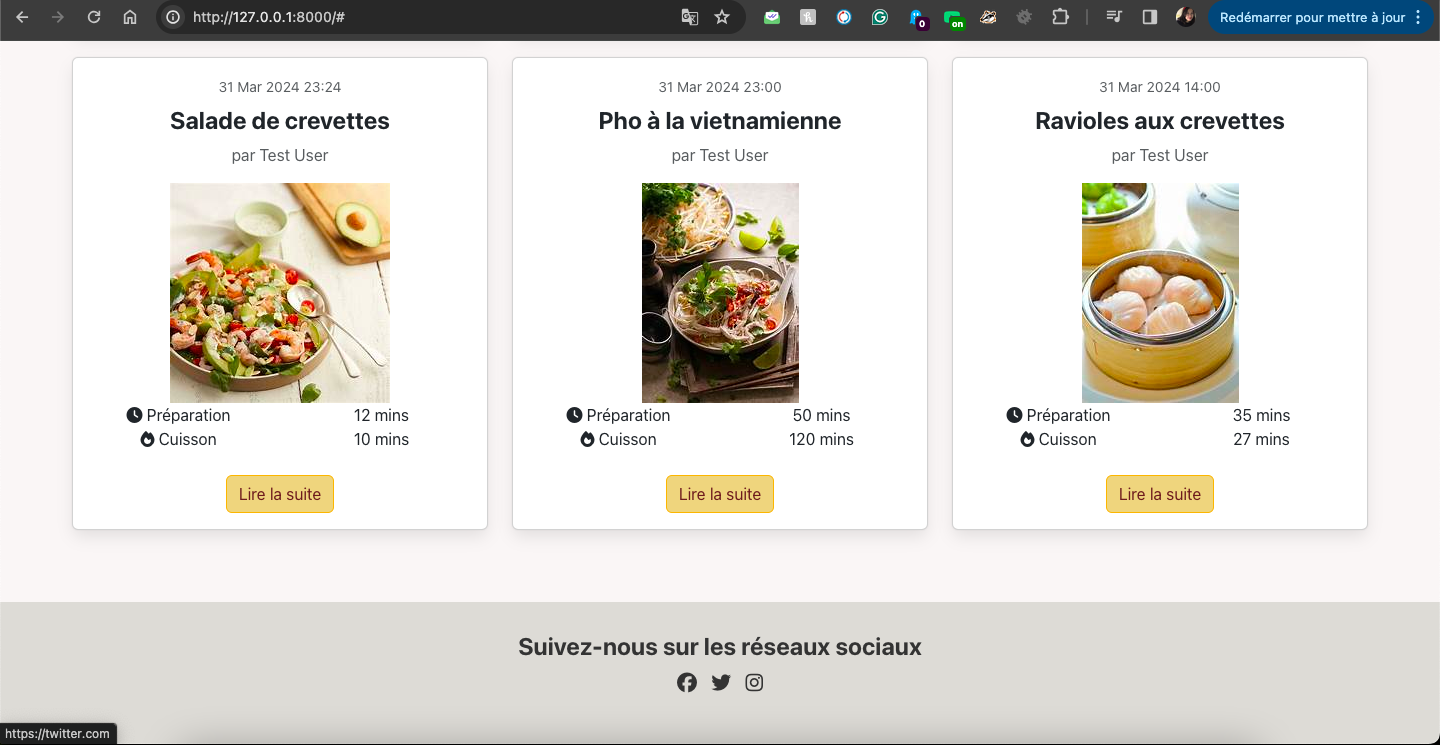 http://127.0.0.1:8000/#
0
on
Redémarrer pour mettre à jour
31 Mar 2024 23:24
Salade de crevettes
par Test User
Préparation 12 mins
Cuisson 10 mins
Lire la suite
31 Mar 2024 23:00
Pho à la vietnamienne
par Test User
Préparation 50 mins
Cuisson 120 mins
Lire la suite
31 Mar 2024 14:00
Ravioles aux crevettes
par Test User
Préparation 35 mins
Cuisson 27 mins
Lire la suite
Suivez-nous sur les réseaux sociaux
https://twitter.com